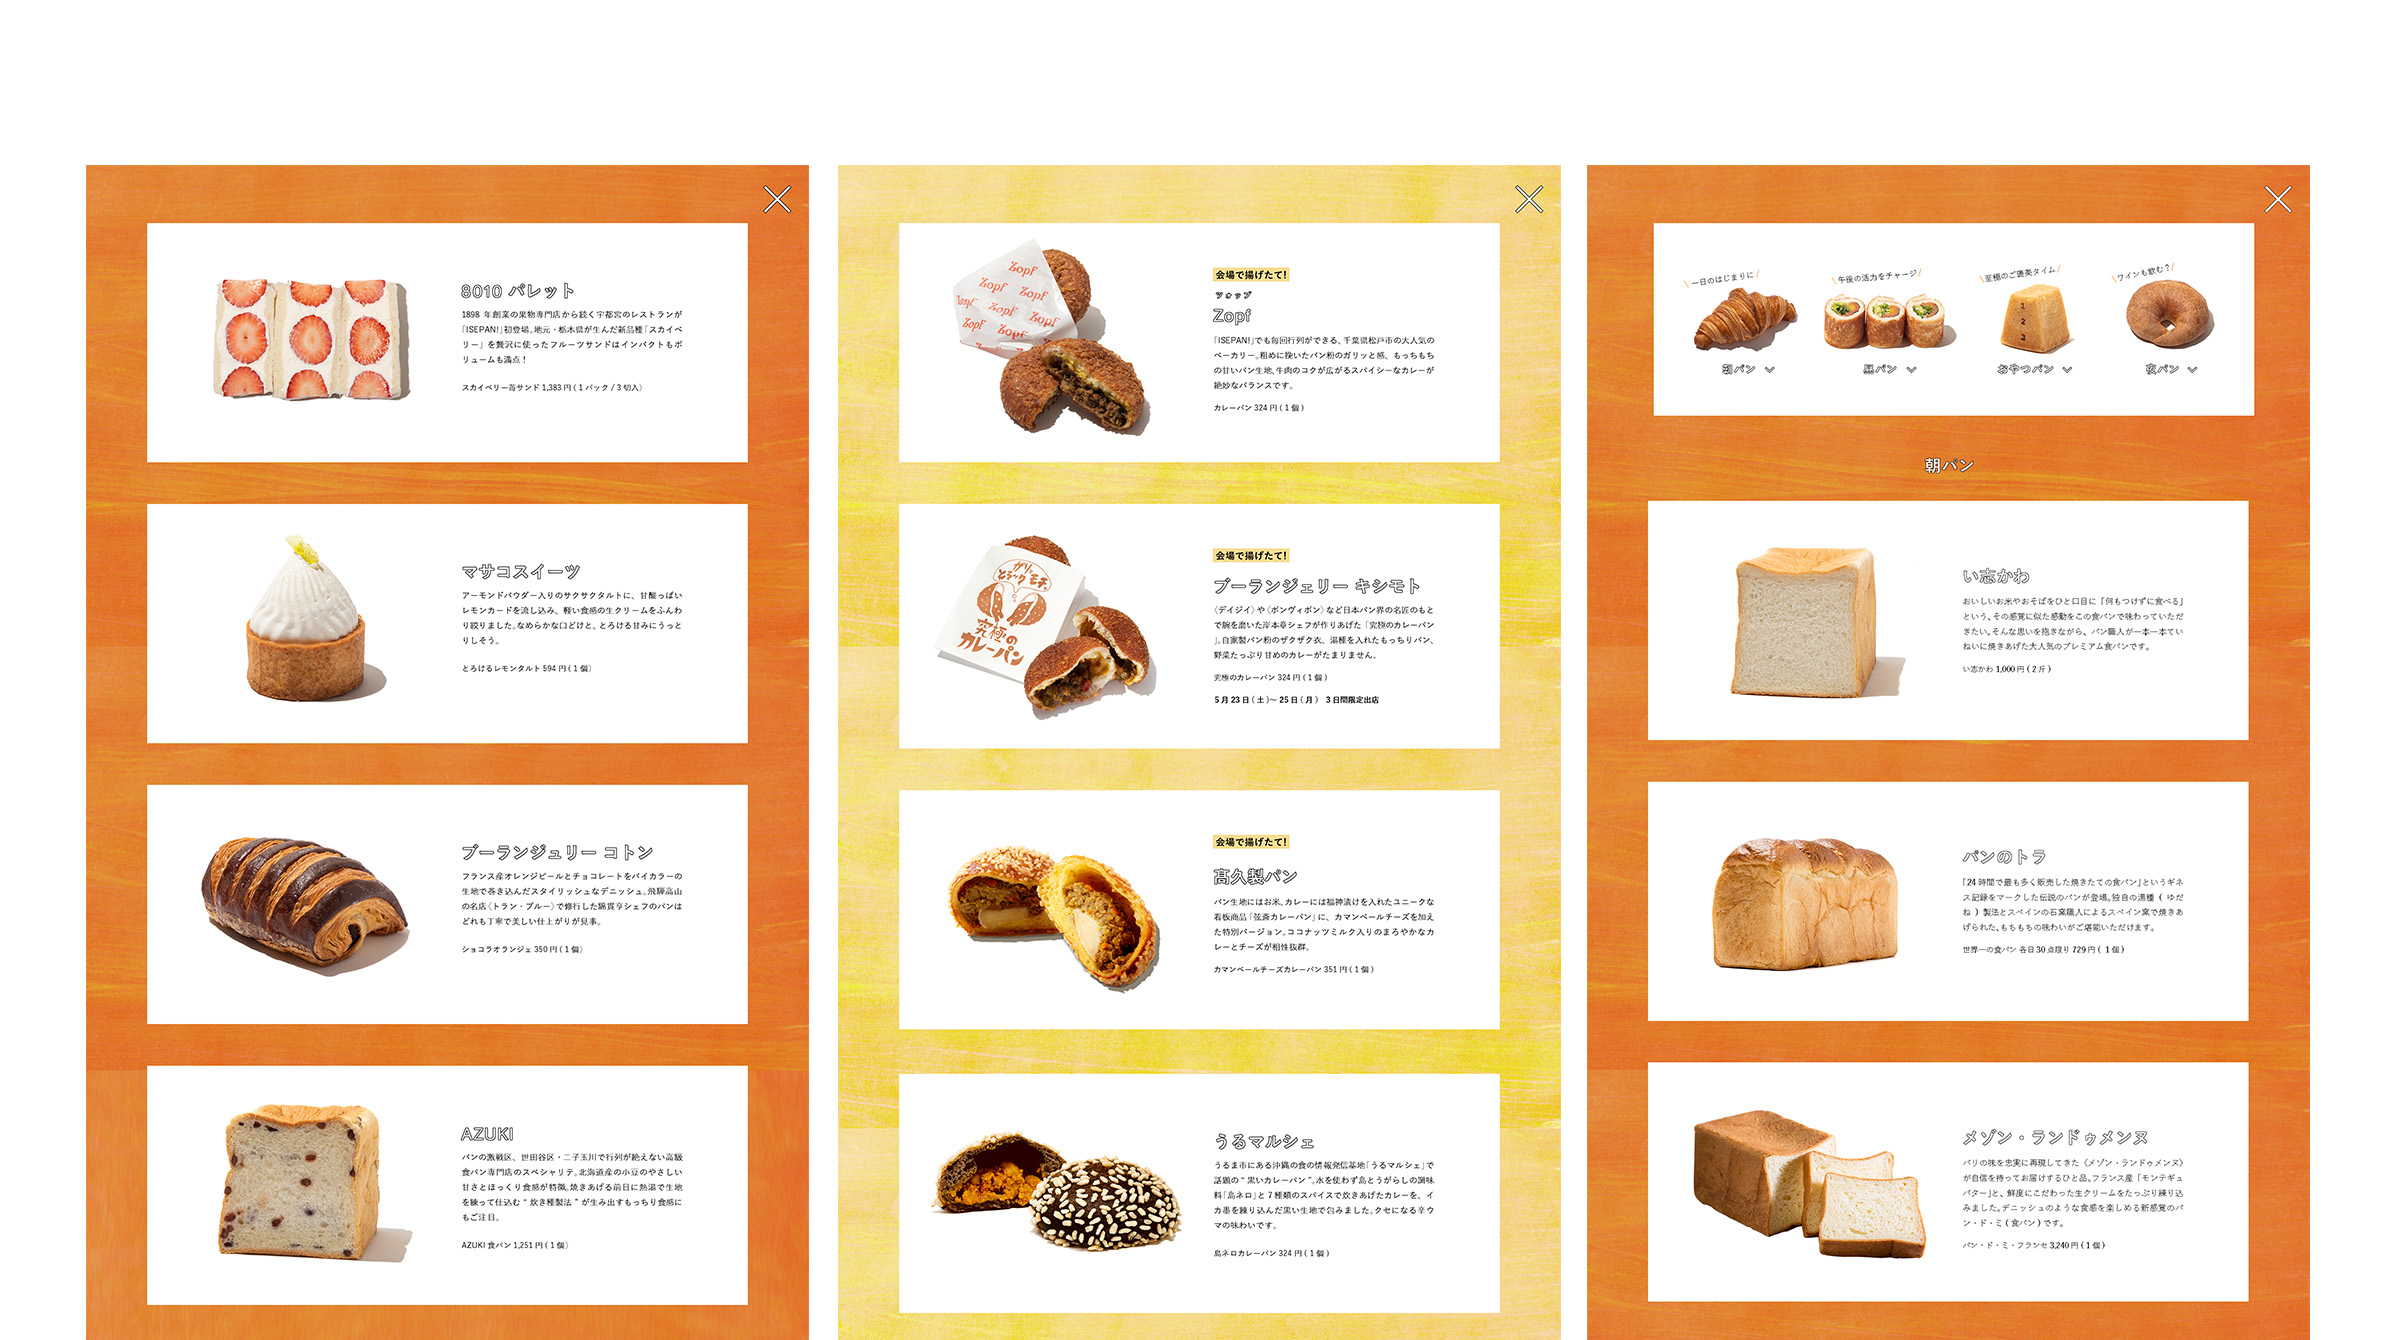 8010 パレット
1898 年創業の果物専門店から続く宇都宮のレストランが
「ISEPAN!」初登場。地元・栃木県が生んだ新品種「スカイベ
リー」を贅沢に使ったフルーツサンドはインパクトもボ
リュームも満点！
スカイベリー苺サンド 1,383 円 ( 1 パック / 3 切入)
マサコスイーツ
アーモンドパウダー入りのサクサクタルトに、甘酸っぱい
レモンカードを流し込み、軽い食感の生クリームをふんわ
り絞りました。なめらかな口どけと、とろける甘みにうっと
りしそう。
とろけるレモンタルト 594 円 ( 1 個)
ブーランジュリー コトン
フランス産オレンジピールとチョコレートをバイカラーの
生地で巻き込んだスタイリッシュなデニッシュ。飛騨高山
の名店〈トラン・ブルー〉で修行した綿貫亨シェフのパンは
どれも丁寧で美しい仕上がりが見事。
ショコラオランジェ 350 円 ( 1 個)
AZUKI
パンの激戦区、世田谷区・二子玉川で行列が絶えない高級
食パン専門店のスペシャリテ。北海道産の小豆のやさしい
甘さとほっくり食感が特徴。焼きあげる前日に熱湯で生地
を練って仕込む “ 炊き種製法 ” が生み出すもっちり食感に
もご注目。
AZUKI 食パン 1,251 円 ( 1 個)
Zopf
Zopf
Zopf
Zopf
Zopf
Zopf
Zopf
会場で揚げたて!
ツォップ
Zopf
「ISEPAN!」でも毎回行列ができる、千葉県松戸市の大人気の
ベーカリー。粗めに挽いたパン粉のガリッと感、もっちもち
の甘いパン生地。牛肉のコクが広がるスパイシーなカレーが
絶妙なバランスです。
カレーパン 324 円 ( 1 個 )
究極の
カレーパン
会場で揚げたて!
ブーランジェリー キシモト
〈デイジイ〉や〈ボンヴィボン〉など日本パン界の名匠のもと
で腕を磨いた岸本章シェフが作りあげた「究極のカレーパン
」。自家製パン粉のザクザク衣、湯種を入れたもっちりパン、
野菜たっぷり甘めのカレーがたまりません。
究極のカレーパン 324 円 ( 1 個 )
5 月 23 日 ( 土 )～ 25 日 ( 月 ) 3 日間限定出店
会場で揚げたて!
髙久製パン
パン生地にはお米、カレーには福神漬けを入れたユニークな
看板商品「弦斎カレーパン」に、カマンベールチーズを加え
た特別バージョン。ココナッツミルク入りのまろやかなカ
レーとチーズが相性抜群。
カマンベールチーズカレーパン 351 円 ( 1 個 )
うるマルシェ
うるま市にある沖縄の食の情報発信基地「うるマルシェ」で
話題の “ 黒いカレーパン ”。水を使わず島とうがらしの調味
料「島ネロ」と 7 種類のスパイスで炊きあげたカレーを、イ
カ墨を練り込んだ黒い生地で包みました。クセになる辛ウ
マの味わいです。
島ネロカレーパン 324 円 ( 1 個 )
一日のはじまりに
午後の活力をチャージ
至極のご褒美タイム
ワインも飲む？
1
2
3
朝パン
昼パン
おやつパン
夜パン
朝パン
い志かわ
おいしいお米やおそばをひと口目に「何もつけずに食べる」
という、その感覚に似た感動をこの食パンで味わっていただ
きたい。そんな思いを抱きながら、パン職人が一本一本てい
ねいに焼きあげた大人気のプレミアム食パンです。
い志かわ 1,000 円 ( 2 斤 )
パンのトラ
「24 時間で最も多く販売した焼きたての食パン」というギネ
ス記録をマークした伝説のパンが登場。独自の湯種 ( ゆだ
ね ) 製法とスペインの石窯職人によるスペイン窯で焼きあ
げられた、もちもちの味わいがご堪能いただけます。
世界一の食パン 各日 30 点限り 729 円 ( 1 個 )
メゾン・ランドゥメンヌ
パリの味を忠実に再現してきた〈メゾン・ランドゥメンヌ〉
が自信を持ってお届けするひと品。フランス産「モンテギュ
バター」と、鮮度にこだわった生クリームをたっぷり練り込
みました。デニッシュのような食感を楽しめる新感覚のパ
ン・ド・ミ ( 食パン ) です。
パン・ド・ミ・フランセ 3,240 円 ( 1 個 )